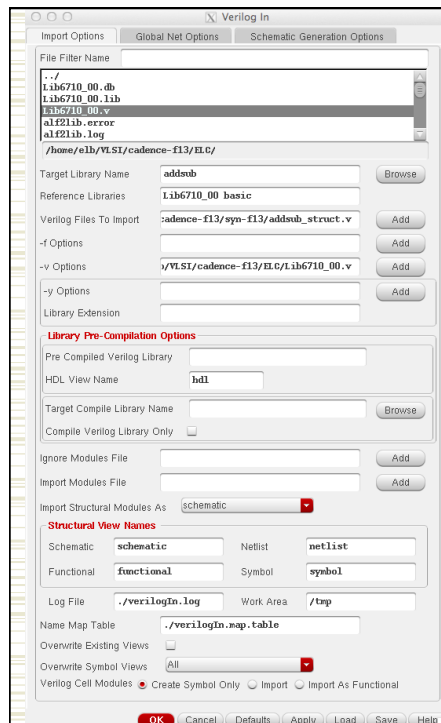 Verilog In
Import Options Global Net Options Schematic Generation Options
File Filter Name
../
Lib6710_00.db
Lib6710_00.lib
Lib6710_00.v
alf2lib.error
alf2lib.log
/home/elb/VLSI/cadence-f13/ELC/
Target Library Name addsub Browse
Reference Libraries Lib6710_00 basic
Verilog Files To Import cadence-f13/syn-f13/addsub_struct.v Add
-f Options Add
-v Options /VLSI/cadence-f13/ELC/Lib6710_00.v Add
-y Options Add
Library Extension
Library Pre-Compilation Options
Pre Compiled Verilog Library
HDL View Name hdl
Target Compile Library Name Browse
Compile Verilog Library Only
Ignore Modules File Add
Import Modules File Add
Import Structural Modules As schematic
Structural View Names
Schematic schematic Netlist netlist
Functional functional Symbol symbol
Log File ./verilogIn.log Work Area /tmp
Name Map Table ./verilogIn.map.table
Overwrite Existing Views
Overwrite Symbol Views All
Verilog Cell Modules Create Symbol Only Import Import As Functional
OK Cancel Defaults Apply Load Save Help